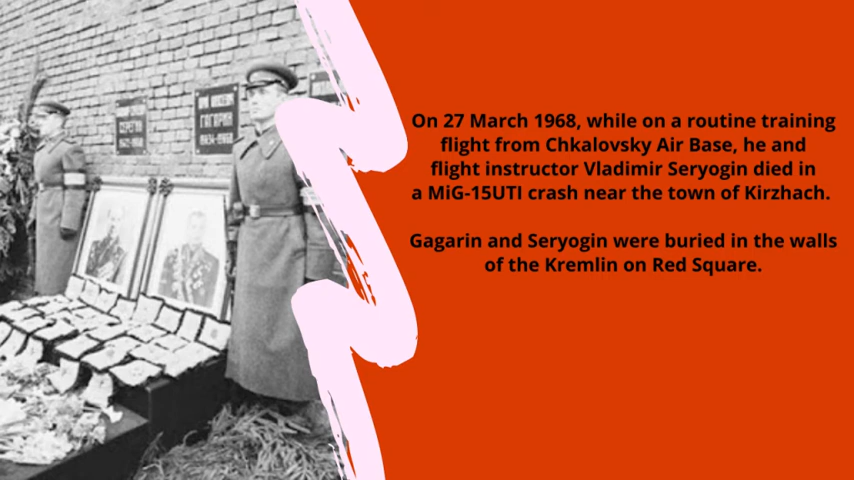 СЕРЕГИН
ГАГАРИН
On 27 March 1968, while on a routine training
flight from Chkalovsky Air Base, he and
flight instructor Vladimir Seryogin died in
a MiG-15UTI crash near the town of Kirzhach.
Gagarin and Seryogin were buried in the walls
of the Kremlin on Red Square.